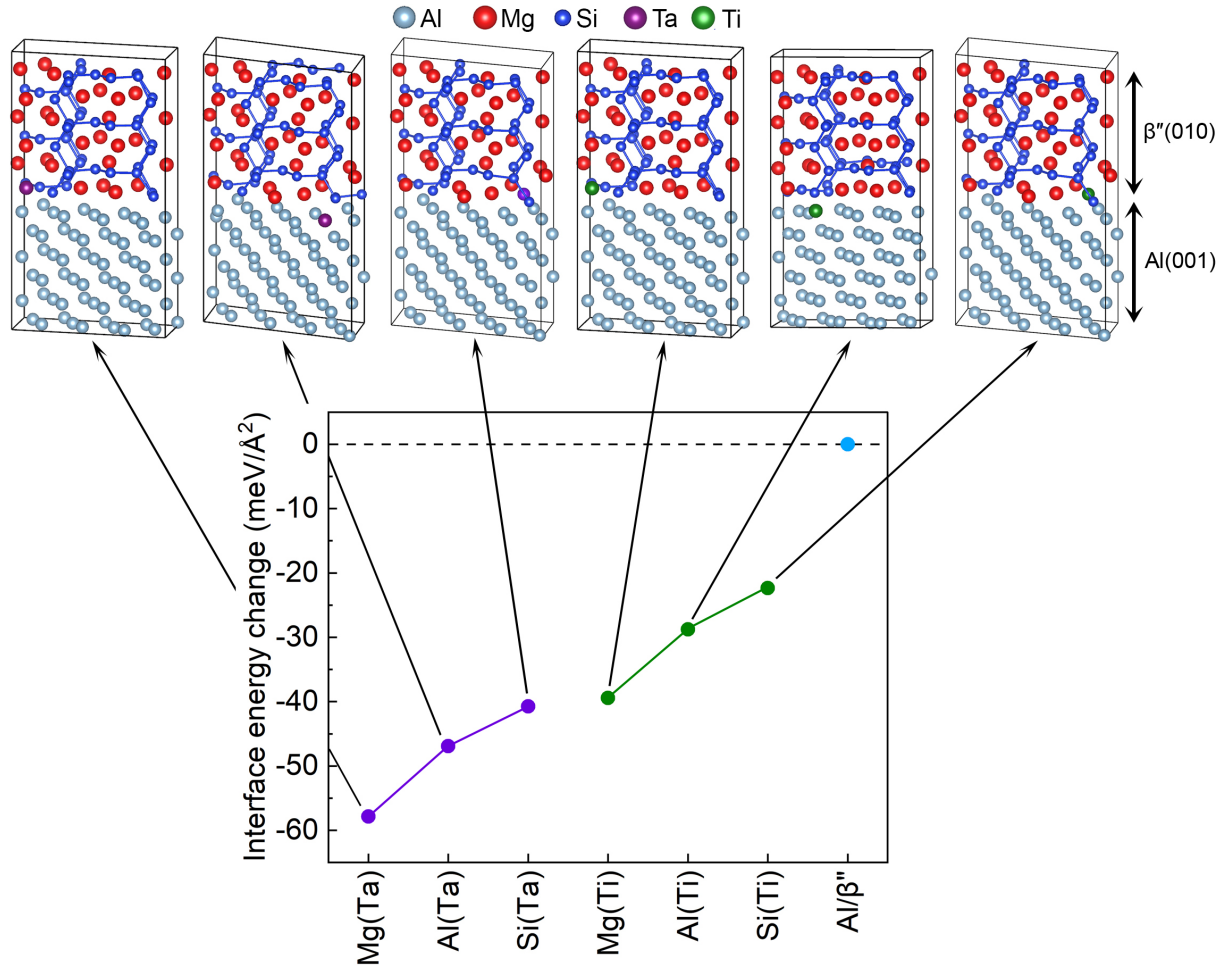 Al Mg Si Ta Ti
β″(010)
Al(001)
Interface energy change (meV/Å²)
0
-10
-20
-30
-40
-50
-60
Mg(Ta)
Al(Ta)
Si(Ta)
Mg(Ti)
Al(Ti)
Si(Ti)
Al/β"